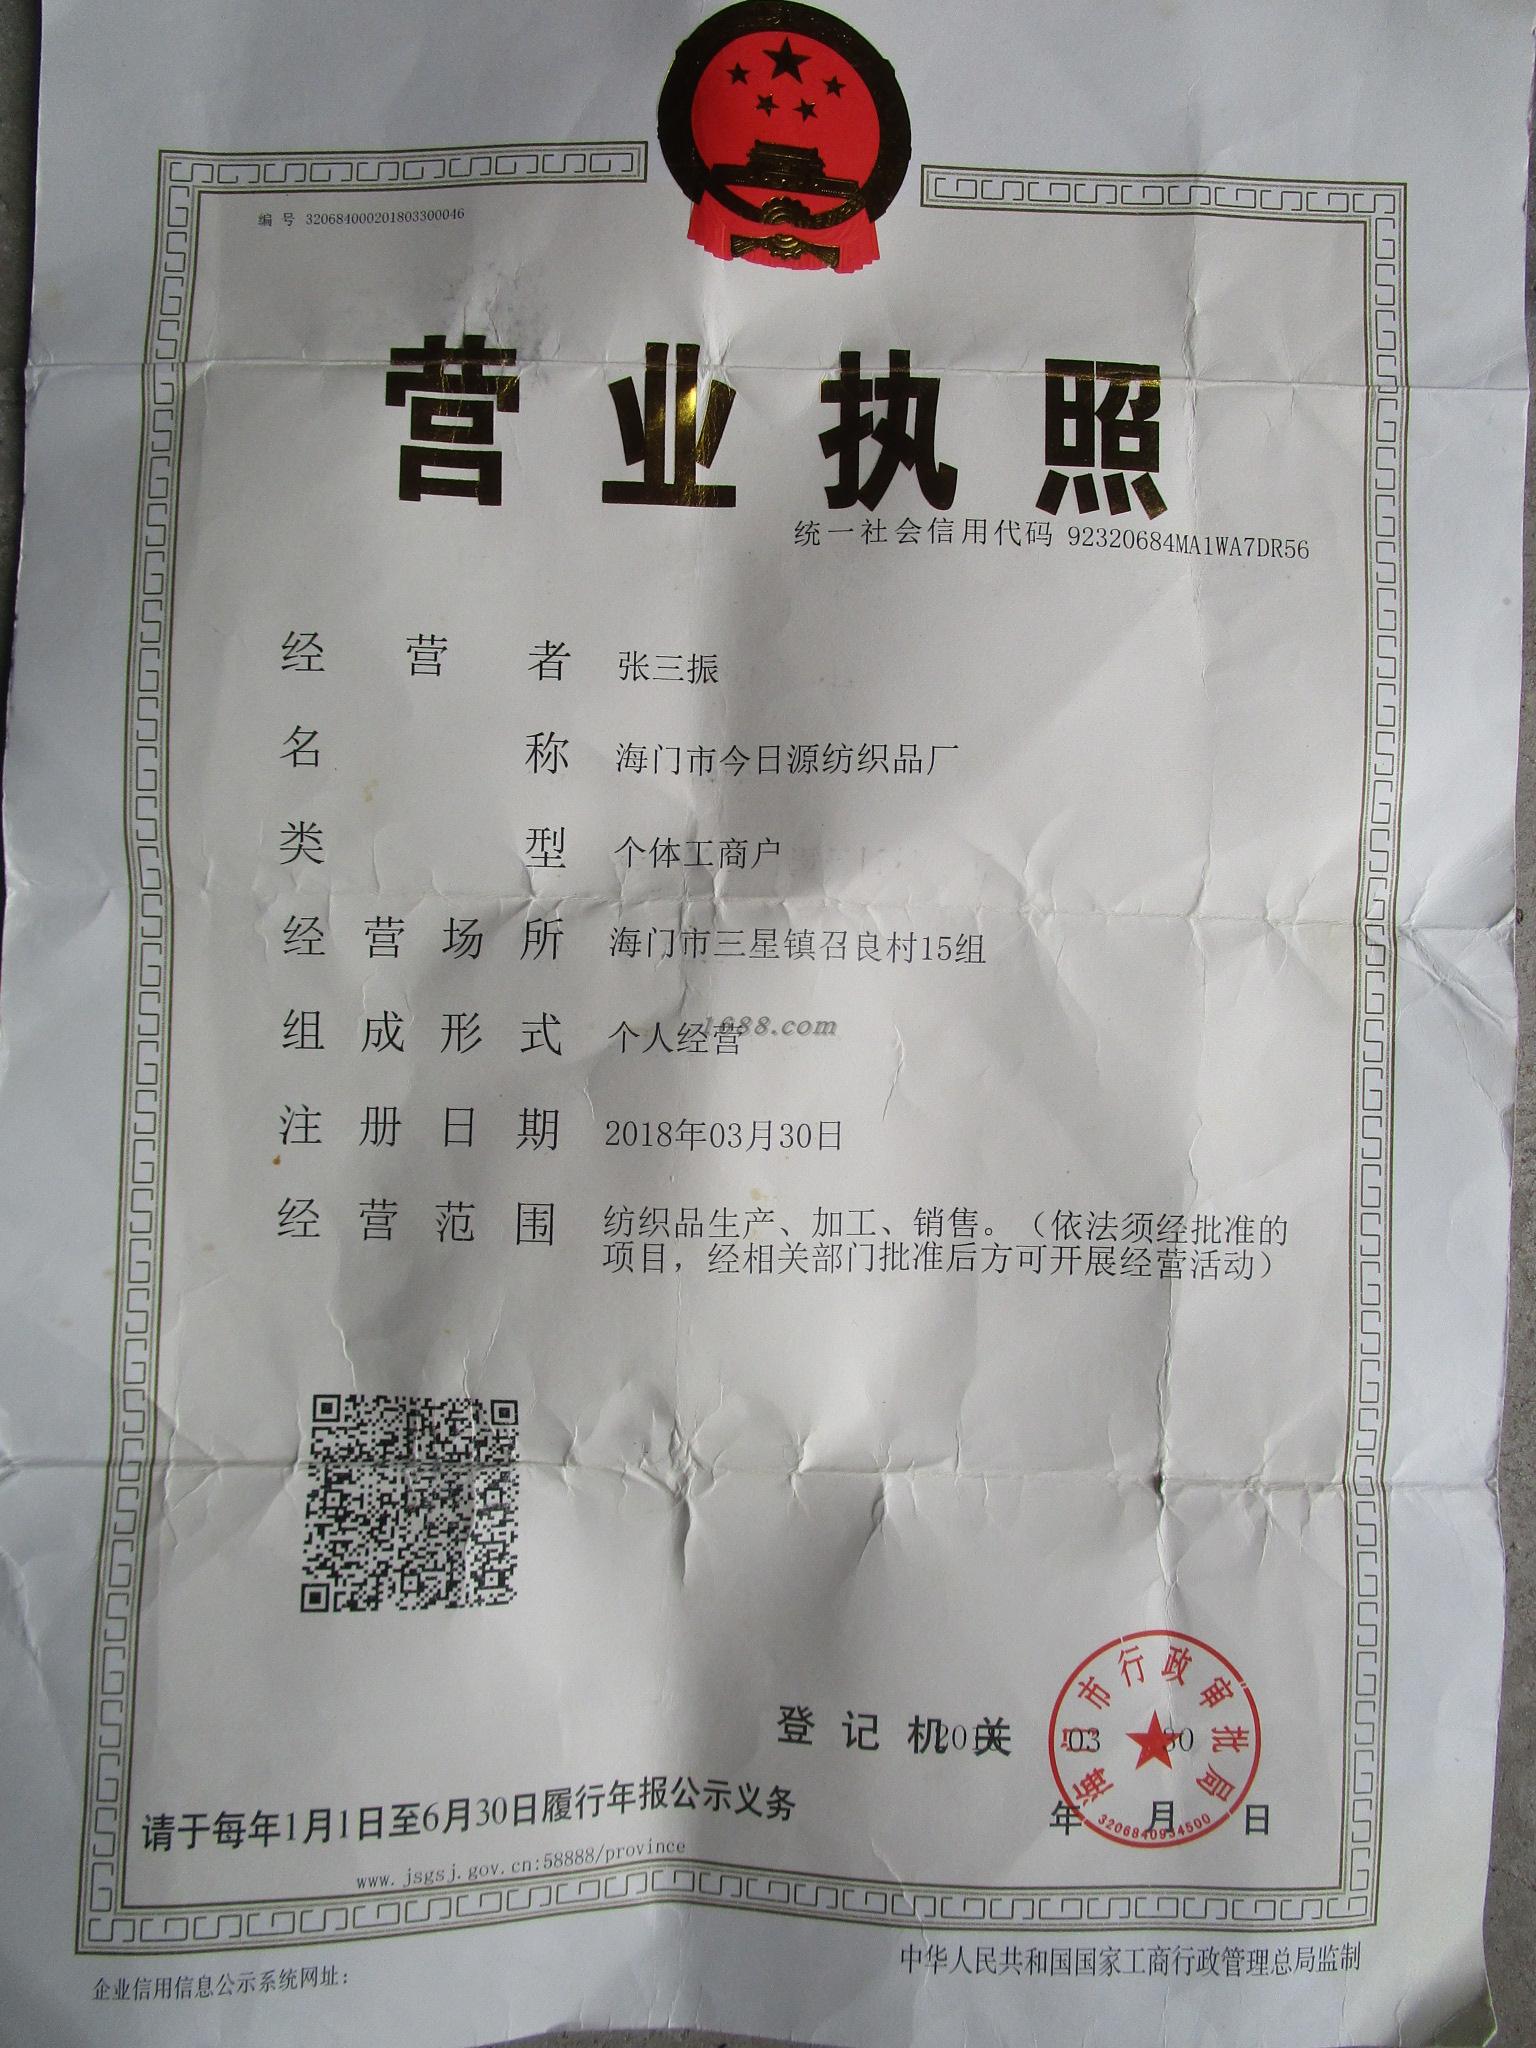 编号 320684000201803300046
营业执照
统一社会信用代码 92320684MA1WA7DR56
经营者 张三振
名称 海门市今日源纺织品厂
类型 个体工商户
经营场所 海门市三星镇召良村15组
组成形式 个人经营
1688.com
注册日期 2018年03月30日
经营范围 纺织品生产、加工、销售。(依法须经批准的
项目,经相关部门批准后方可开展经营活动)
登记机关
海门市行政审批局
3206840934500
2018 03 30
年 月 日
请于每年1月1日至6月30日履行年报公示义务
www.jsgsj.gov.cn:58888/province
企业信用信息公示系统网址:
中华人民共和国国家工商行政管理总局监制